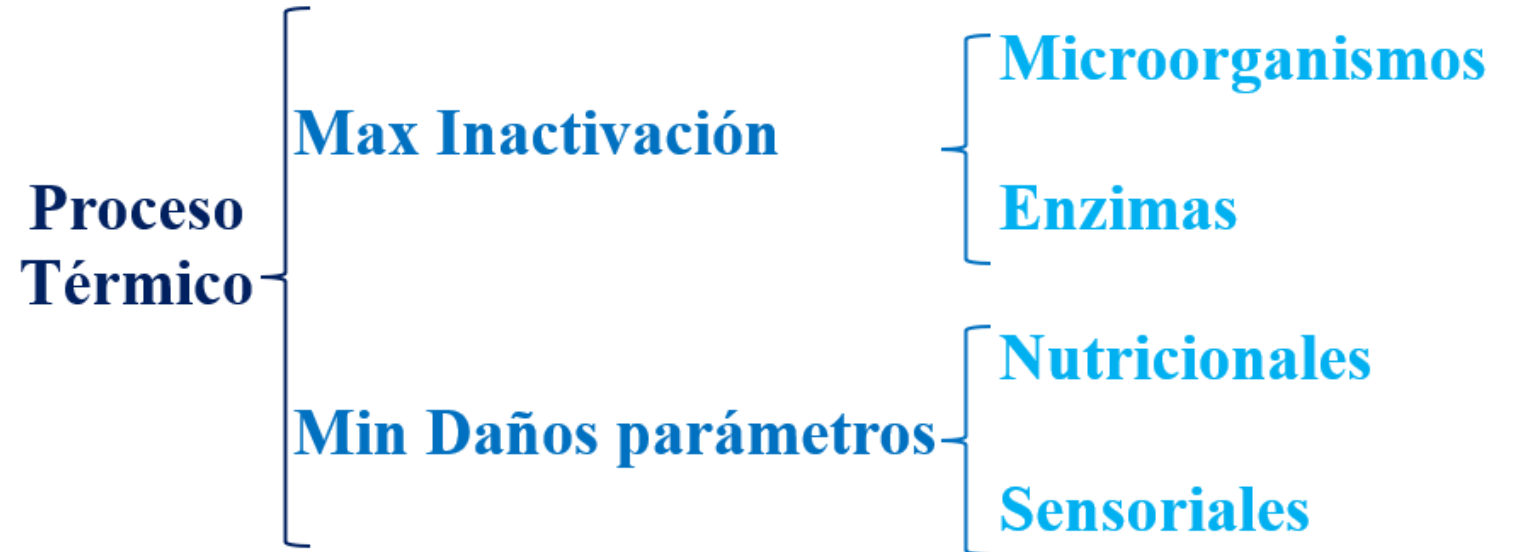 Proceso
Térmico
Max Inactivación
Microorganismos
Enzimas
Min Daños parámetros
Nutricionales
Sensoriales